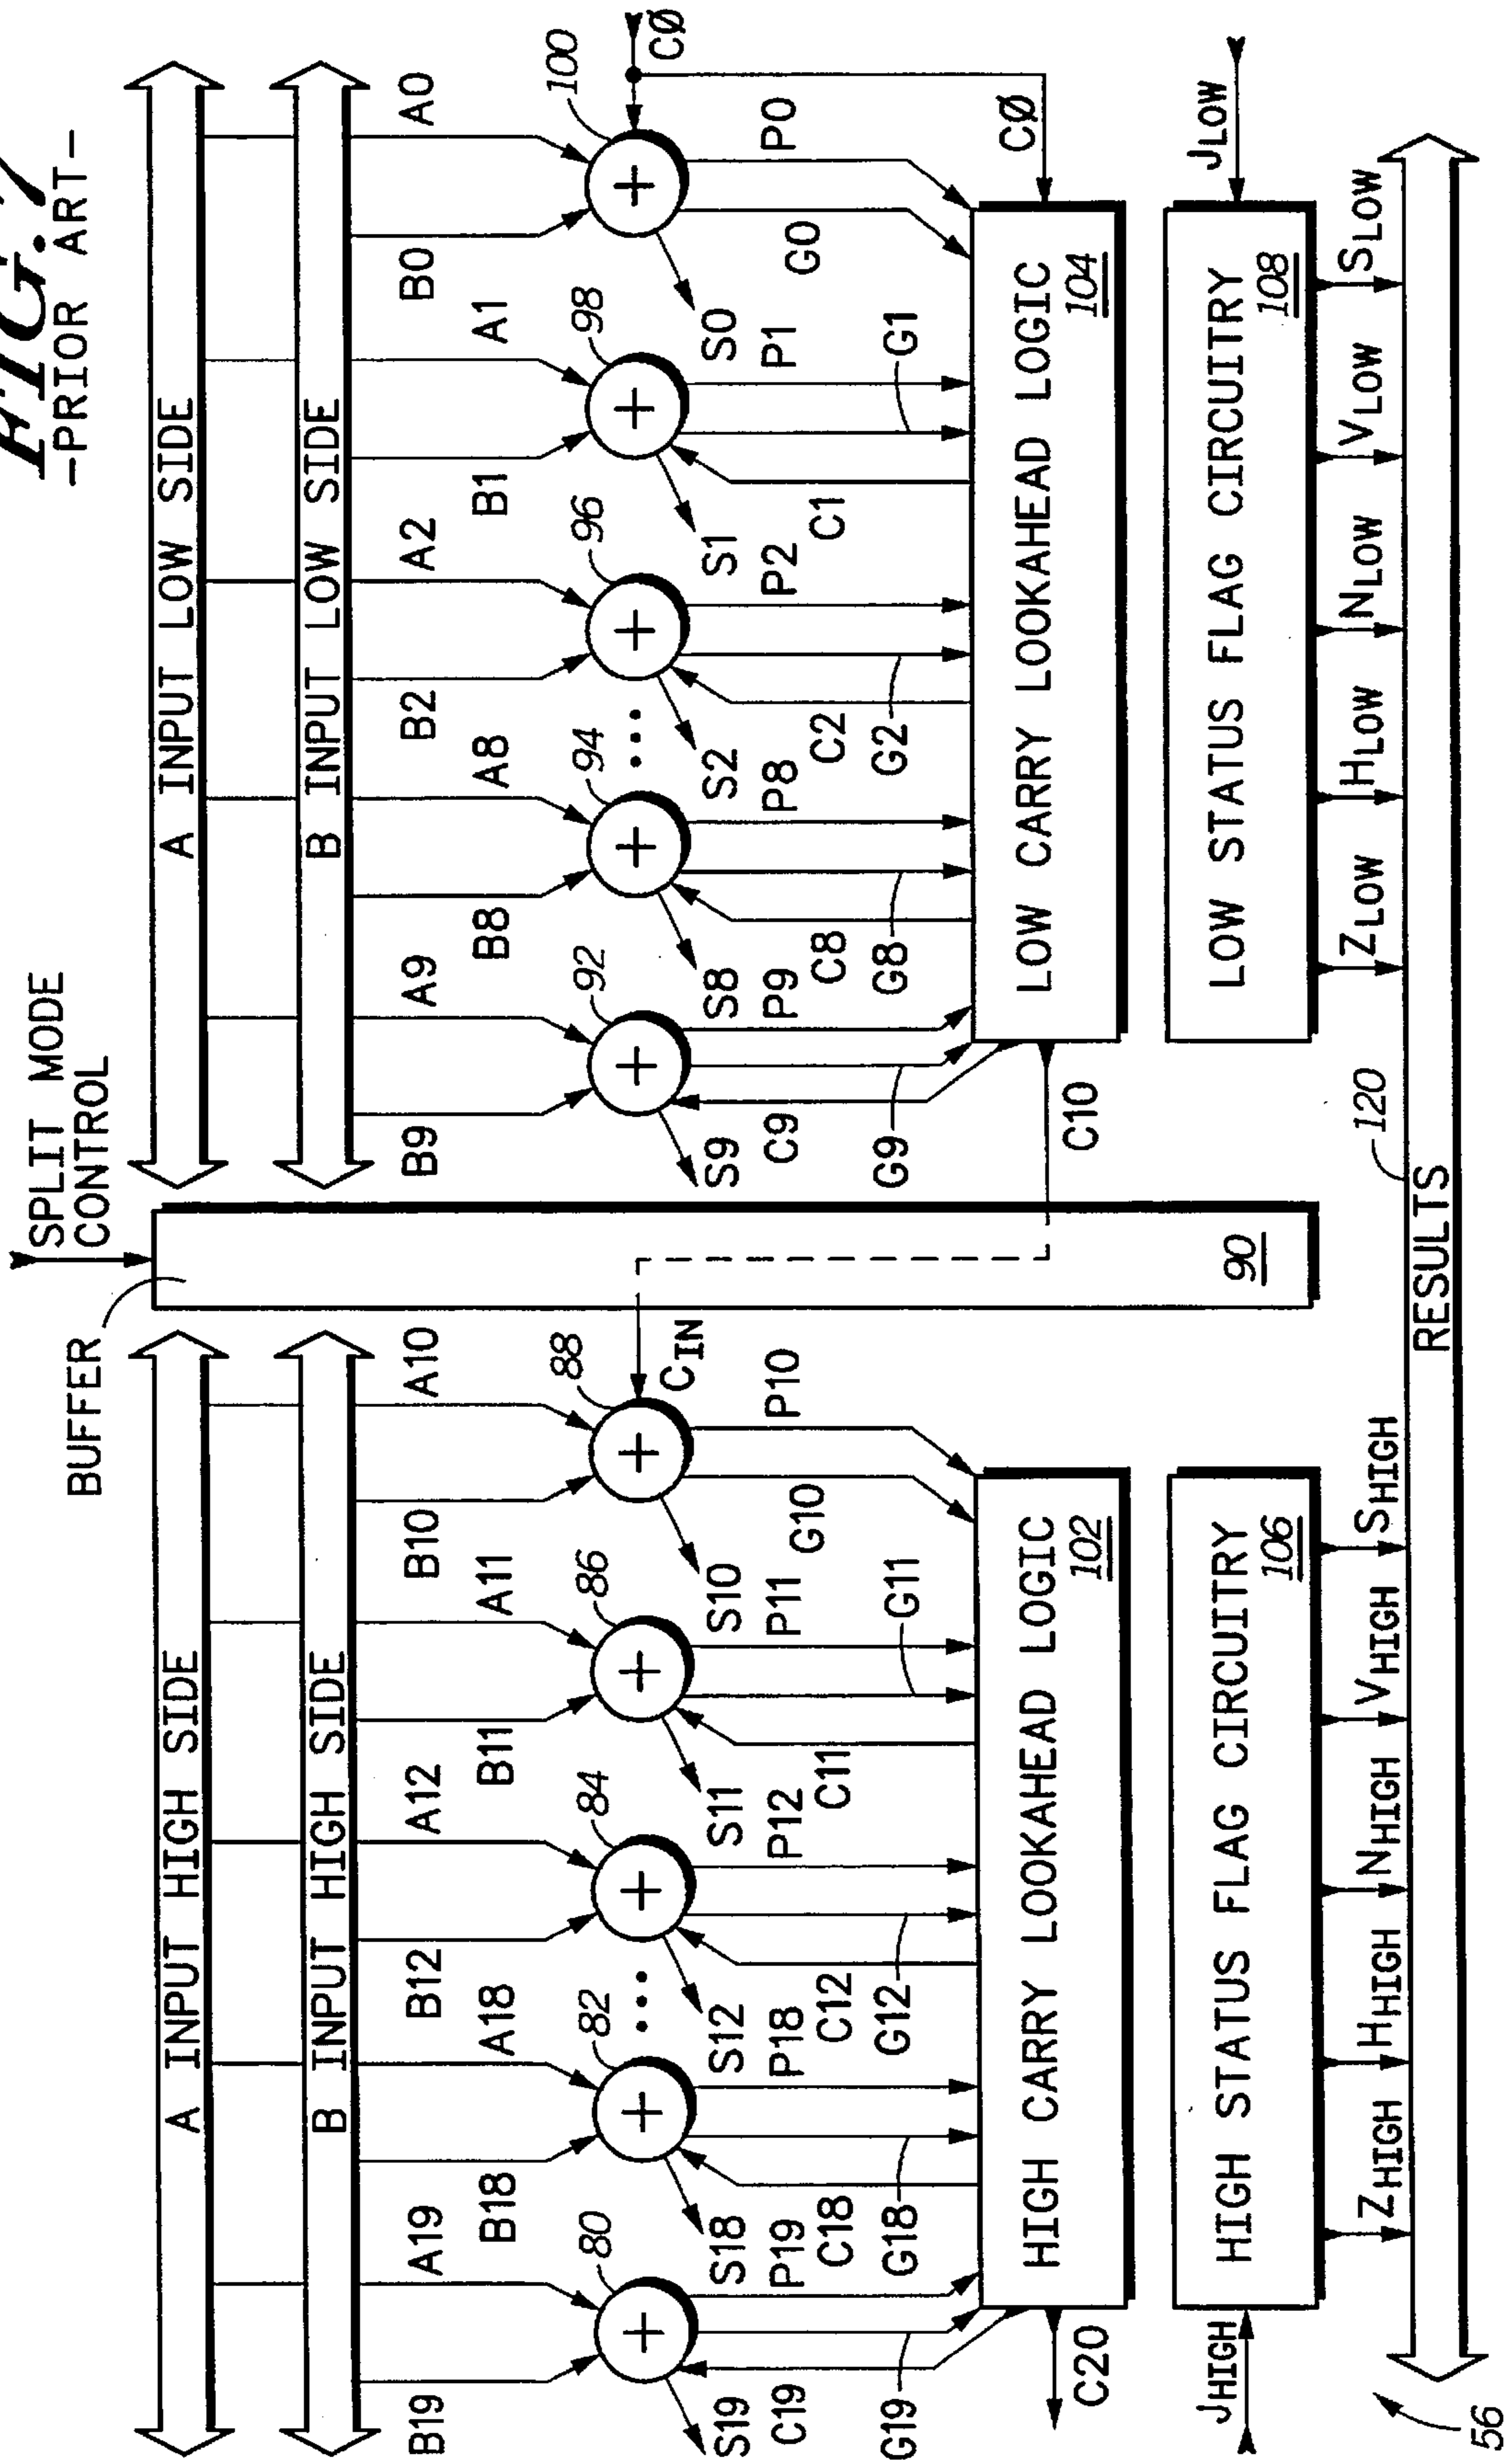 FIG.7
-PRIOR ART-
BUFFER
SPLIT MODE
CONTROL
A INPUT HIGH SIDE
A INPUT LOW SIDE
B INPUT HIGH SIDE
B INPUT LOW SIDE
B19
A19
B18
A18
B12
A12
B11
A11
B10
A10
B9
A9
B8
A8
B2
A2
B1
A1
B0
A0
80
82
84
86
88
92
94
96
98
100
+
+
...
+
+
+
CIN
+
+
...
+
+
+
CØ
S19
S18
S12
S11
S10
S9
S8
S2
S1
S0
C19
P19
P18
P12
P11
P10
C9
P9
P8
P2
P1
P0
C18
C12
C11
G10
C8
C2
C1
G0
G19
G18
G12
G11
G9
G8
G2
G1
CØ
HIGH CARRY LOOKAHEAD LOGIC
102
LOW CARRY LOOKAHEAD LOGIC
104
C20
C10
JHIGH
HIGH STATUS FLAG CIRCUITRY
106
90
LOW STATUS FLAG CIRCUITRY
108
JLOW
ZHIGH
HHIGH
NHIGH
VHIGH
SHIGH
ZLOW
HLOW
NLOW
VLOW
SLOW
120
RESULTS
56